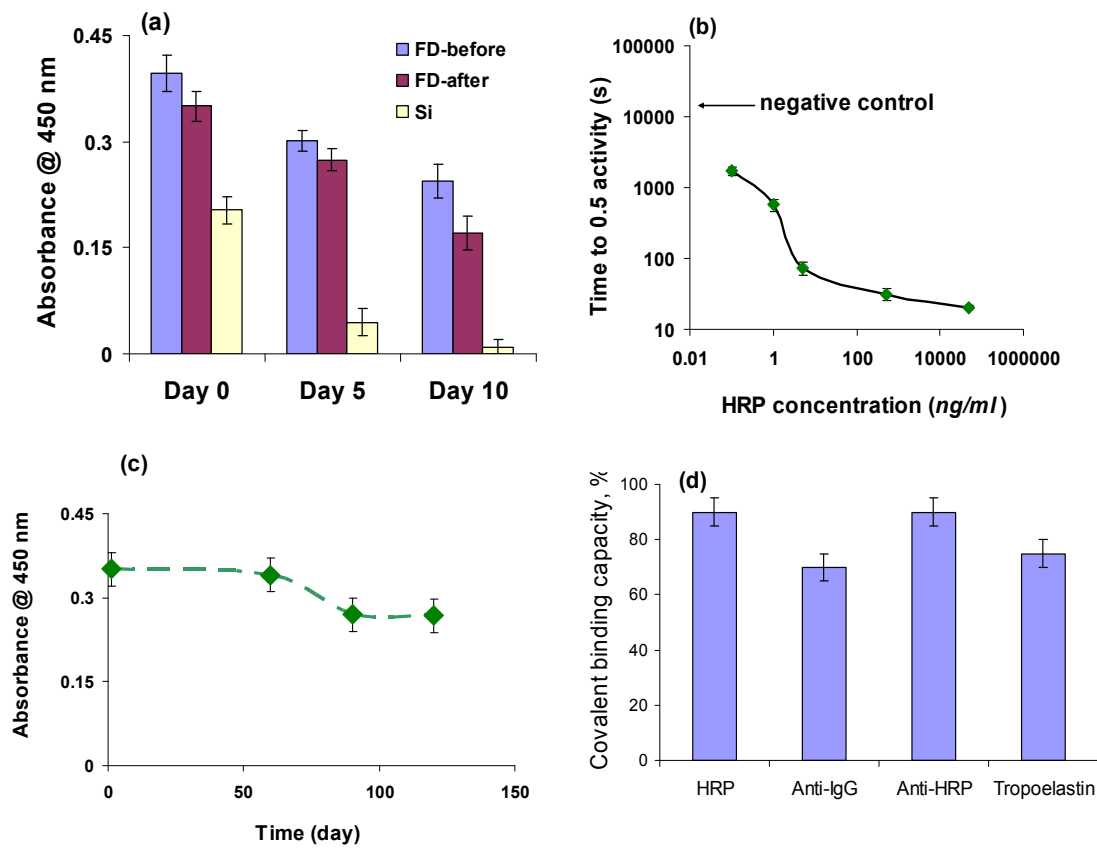 (a)
Absorbance @ 450 nm
0.45
0.3
0.15
0
FD-before
FD-after
Si
Day 0
Day 5
Day 10
(b)
Time to 0.5 activity (s)
100000
10000
1000
100
10
negative control
0.01
1
100
10000
1000000
HRP concentration (ng/ml)
(c)
Absorbance @ 450 nm
0.45
0.3
0.15
0
0
50
100
150
Time (day)
(d)
Covalent binding capacity, %
100
80
60
40
20
0
HRP
Anti-IgG
Anti-HRP
Tropoelastin